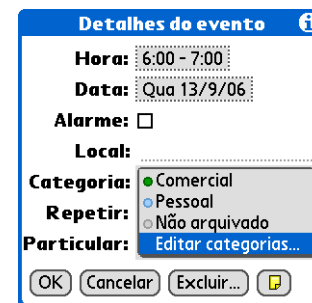 Detalhes do evento i
Hora: 6:00 - 7:00
Data: Qua 13/9/06
Alarme:
Local:
Categoria: Comercial
Pessoal
Repetir: Não arquivado
Particular: Editar categorias...
OK Cancelar Excluir...